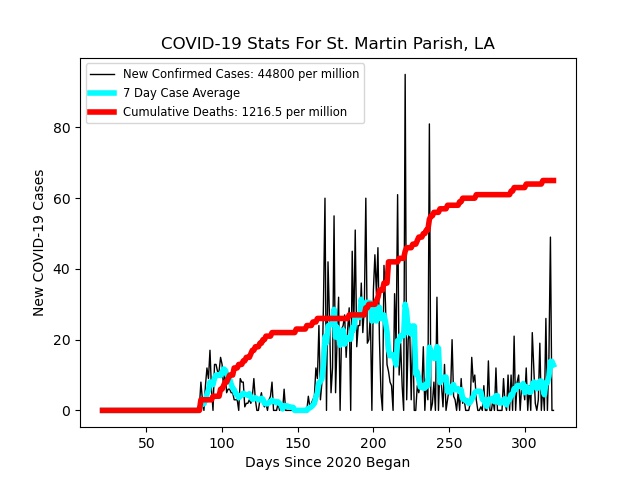 COVID-19 Stats For St. Martin Parish, LA
New Confirmed Cases: 44800 per million
7 Day Case Average
Cumulative Deaths: 1216.5 per million
New COVID-19 Cases
80
60
40
20
0
50 100 150 200 250 300
Days Since 2020 Began